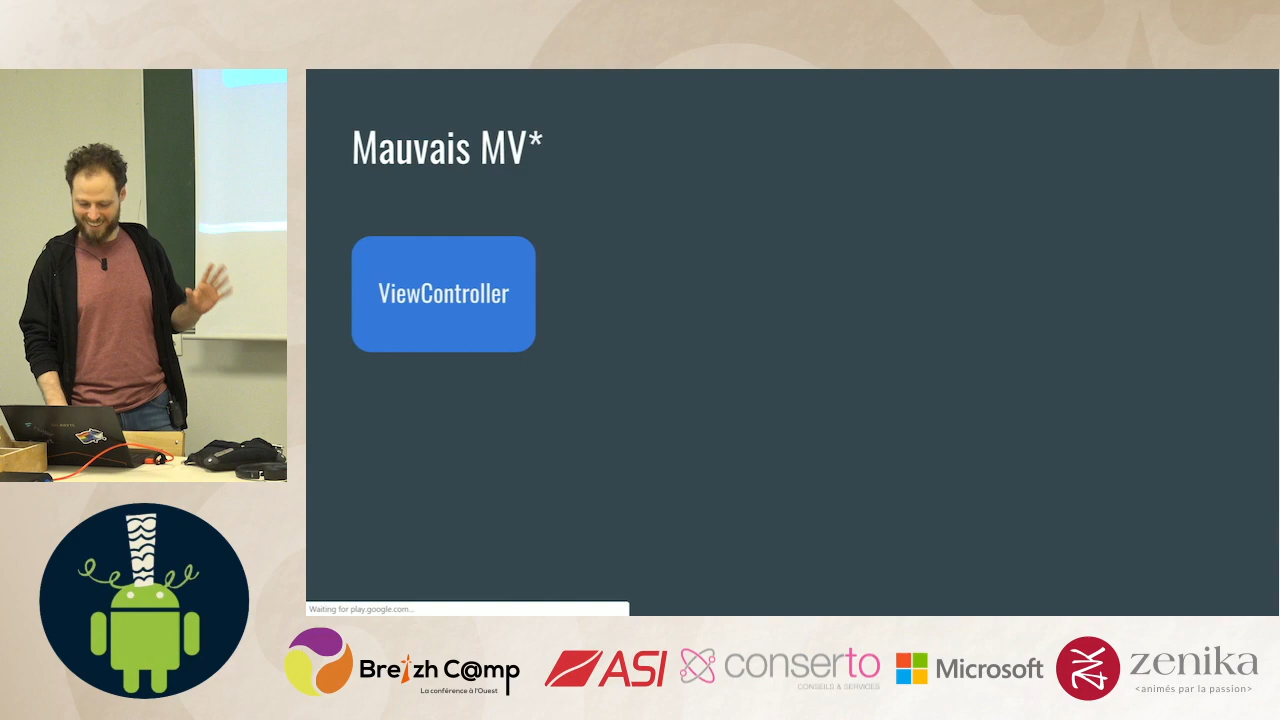 Mauvais MV*
ViewController
Waiting for play.google.com...
Breizh C@mp
La conférence à l'Ouest
ASI
conserto
CONSEILS & SERVICES
Microsoft
zenika
<animés par la passion>